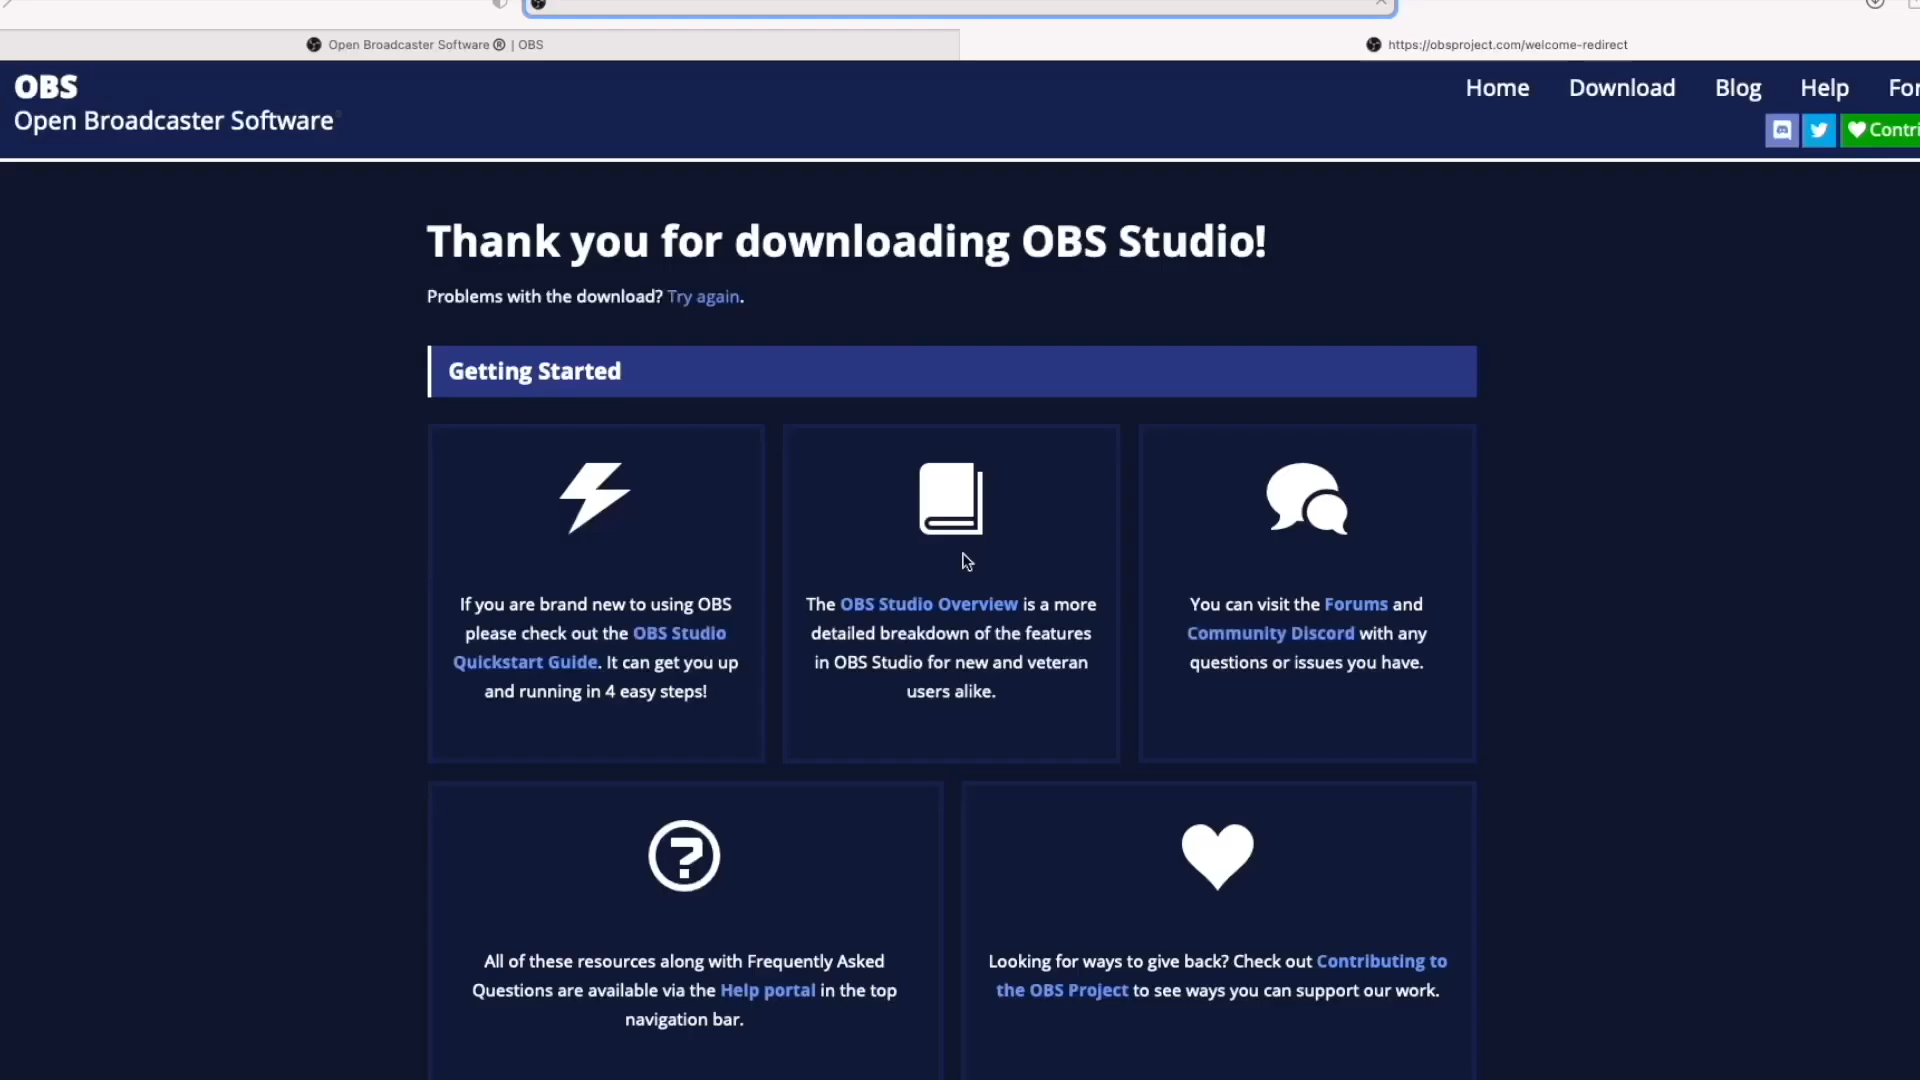 Open Broadcaster Software ® | OBS
https://obsproject.com/welcome-redirect
OBS
Open Broadcaster Software
Home Download Blog Help For
Contri
Thank you for downloading OBS Studio!
Problems with the download? Try again.
Getting Started
If you are brand new to using OBS
please check out the OBS Studio
Quickstart Guide. It can get you up
and running in 4 easy steps!
The OBS Studio Overview is a more
detailed breakdown of the features
in OBS Studio for new and veteran
users alike.
You can visit the Forums and
Community Discord with any
questions or issues you have.
All of these resources along with Frequently Asked
Questions are available via the Help portal in the top
navigation bar.
Looking for ways to give back? Check out Contributing to
the OBS Project to see ways you can support our work.